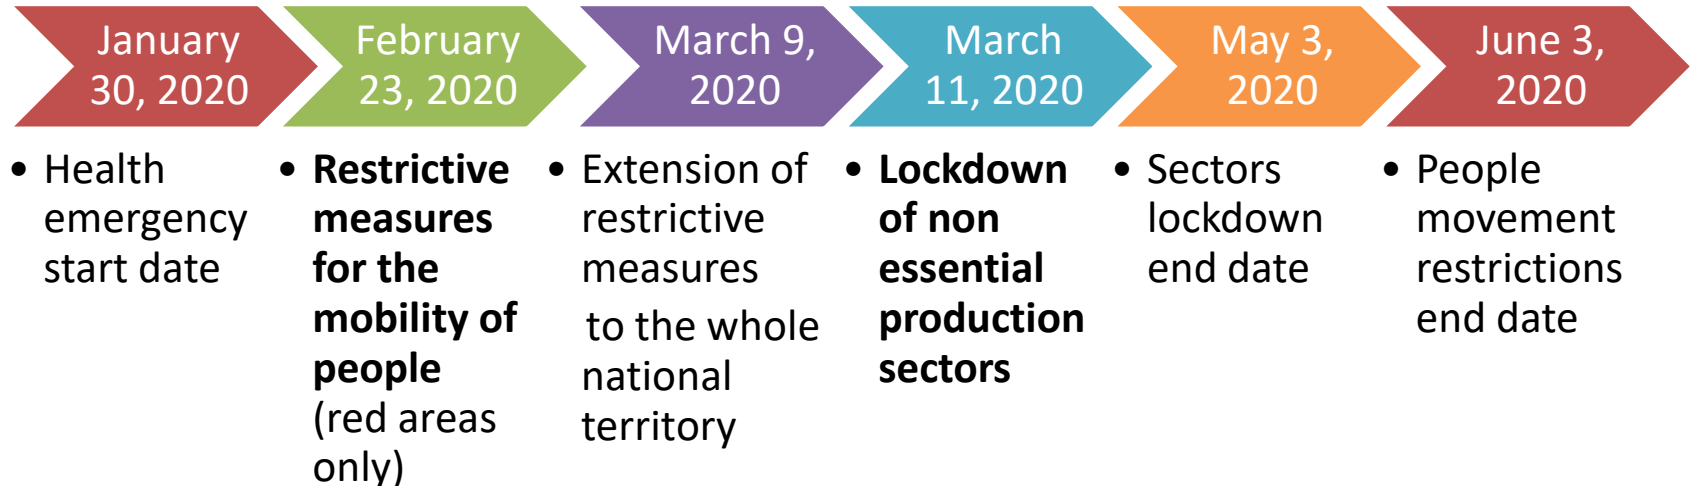 January
30, 2020
February
23, 2020
March 9,
2020
March
11, 2020
May 3,
2020
June 3,
2020
• Health
emergency
start date
• Restrictive
measures
for the
mobility of
people
(red areas
only)
• Extension of
restrictive
measures
to the whole
national
territory
• Lockdown
of non
essential
production
sectors
• Sectors
lockdown
end date
• People
movement
restrictions
end date